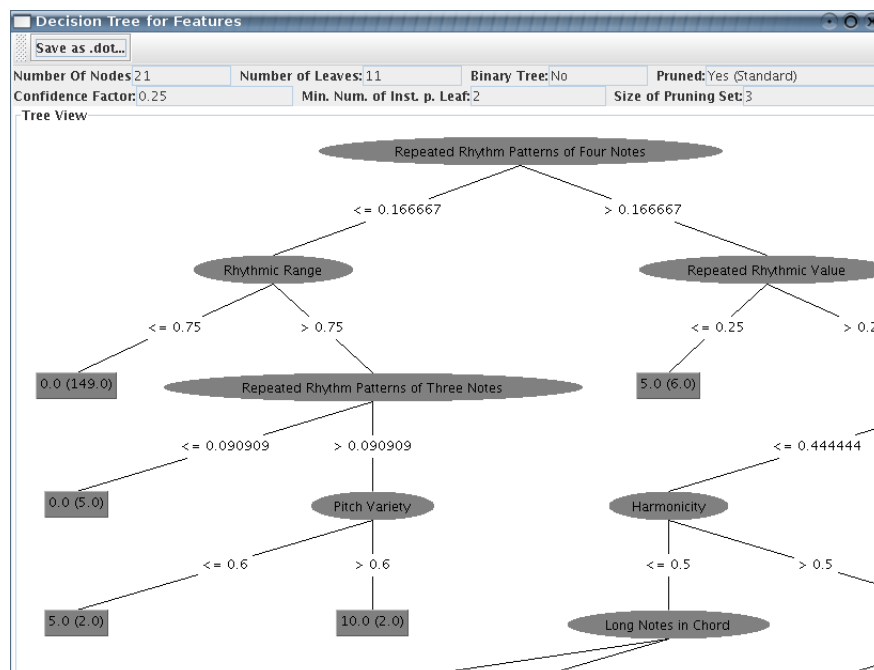 Decision Tree for Features
Save as .dot...
Number Of Nodes: 21 Number of Leaves: 11 Binary Tree: No Pruned: Yes (Standard)
Confidence Factor: 0.25 Min. Num. of Inst. p. Leaf: 2 Size of Pruning Set: 3
Tree View
Repeated Rhythm Patterns of Four Notes
<= 0.166667 > 0.166667
Rhythmic Range Repeated Rhythmic Value
<= 0.75 > 0.75 <= 0.25 > 0.2
0.0 (149.0) Repeated Rhythm Patterns of Three Notes 5.0 (6.0)
<= 0.090909 > 0.090909 <= 0.444444
0.0 (5.0) Pitch Variety Harmonicity
<= 0.6 > 0.6 <= 0.5 > 0.5
5.0 (2.0) 10.0 (2.0) Long Notes in Chord